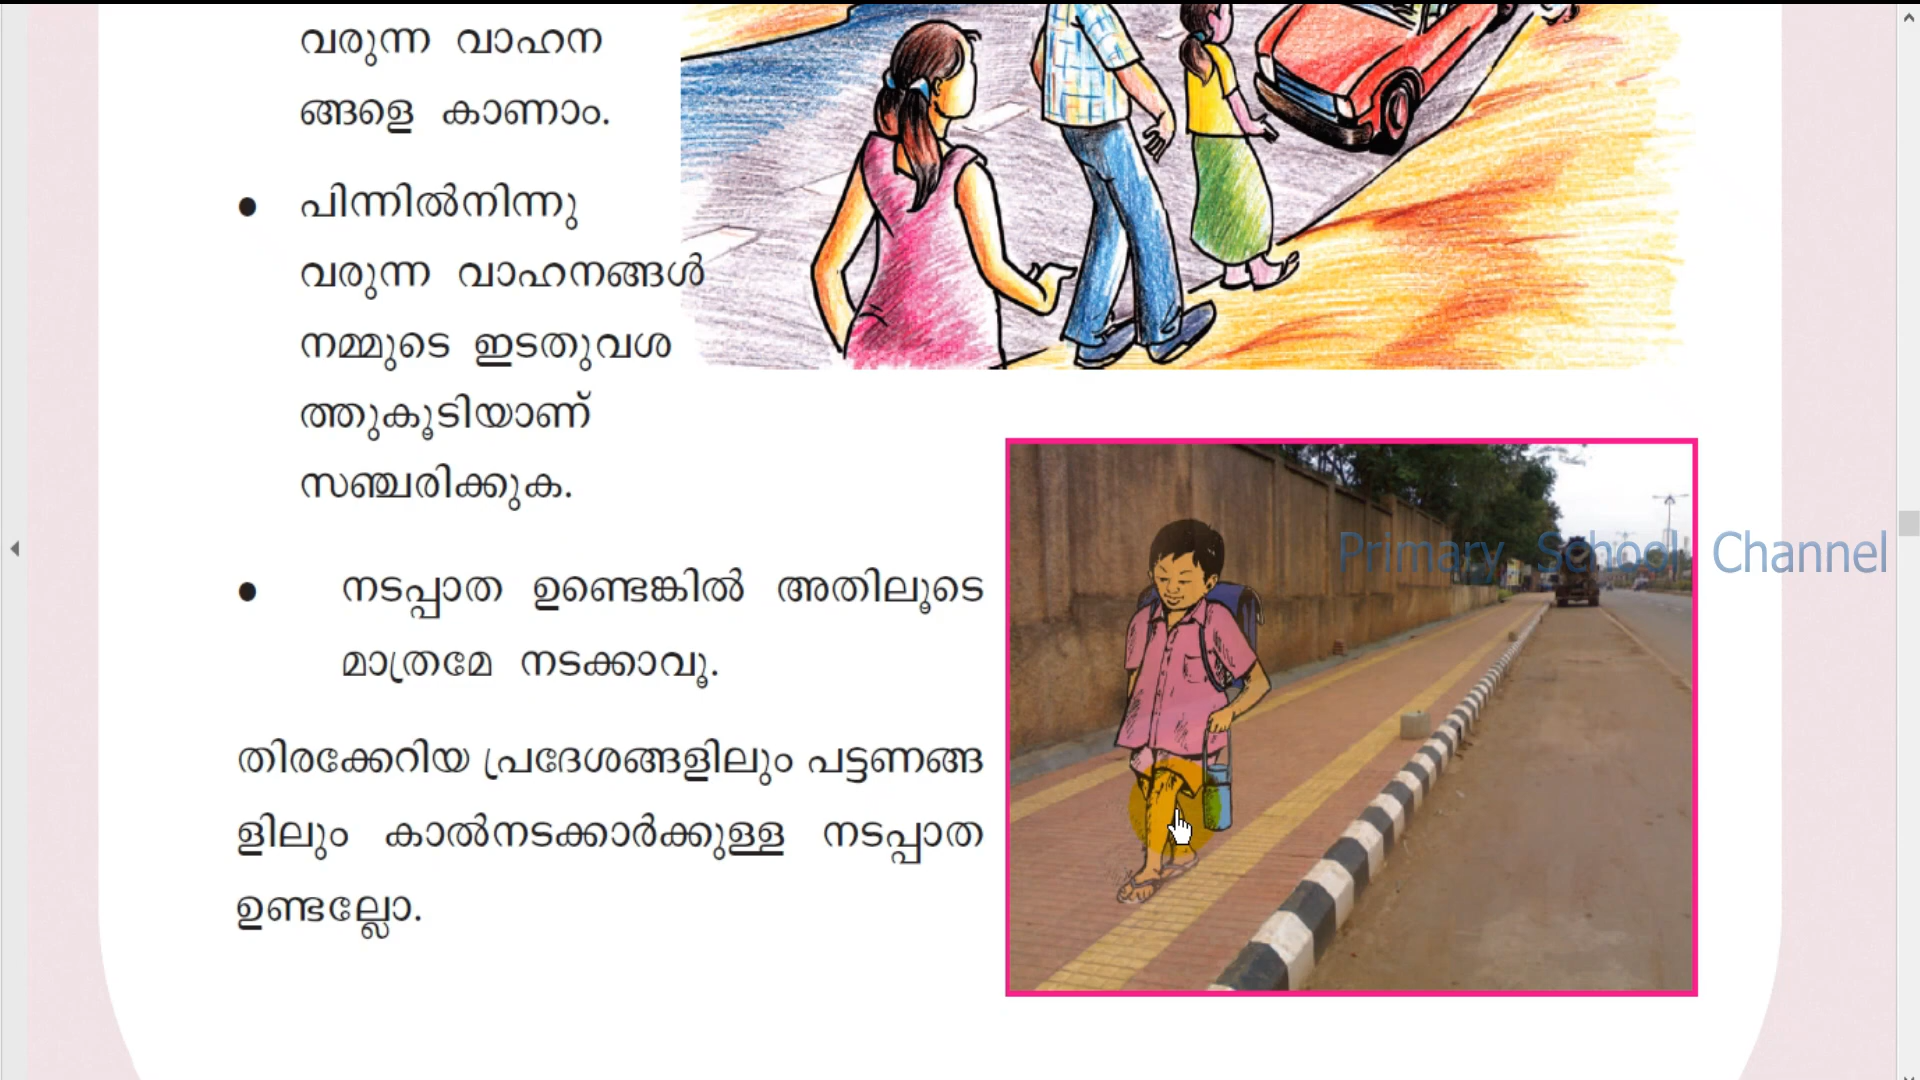 വരുന്ന വാഹന
ങ്ങളെ കാണാം.
● പിന്നിൽനിന്നു
വരുന്ന വാഹനങ്ങൾ
നമ്മുടെ ഇടതുവശ
ത്തുകൂടിയാണ്
സഞ്ചരിക്കുക.
● നടപ്പാത ഉണ്ടെങ്കിൽ അതിലൂടെ
മാത്രമേ നടക്കാവൂ.
തിരക്കേറിയ പ്രദേശങ്ങളിലും പട്ടണങ്ങ
ളിലും കാൽനടക്കാർക്കുള്ള നടപ്പാത
ഉണ്ടല്ലോ.
Primary School Channel